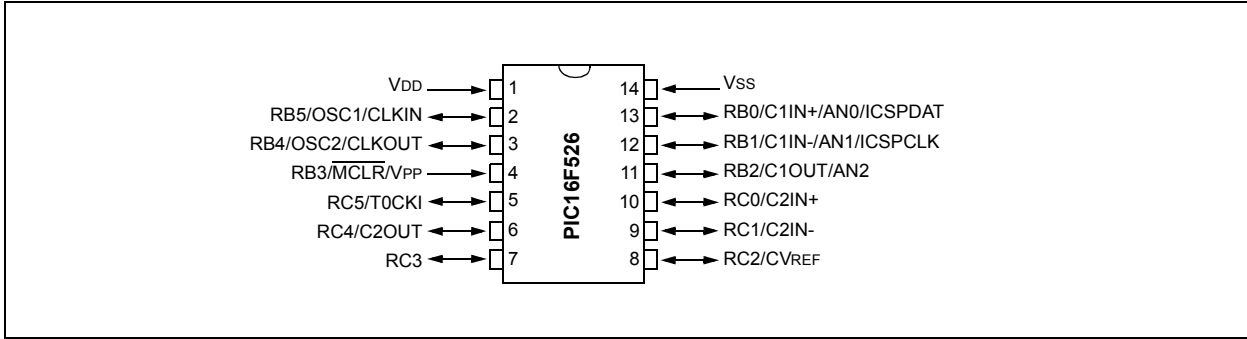 VDD 1 14 VSS
RB5/OSC1/CLKIN 2 13 RB0/C1IN+/AN0/ICSPDAT
RB4/OSC2/CLKOUT 3 12 RB1/C1IN-/AN1/ICSPCLK
RB3/MCLR/VPP 4 11 RB2/C1OUT/AN2
RC5/T0CKI 5 10 RC0/C2IN+
RC4/C2OUT 6 9 RC1/C2IN-
RC3 7 8 RC2/CVREF
PIC16F526